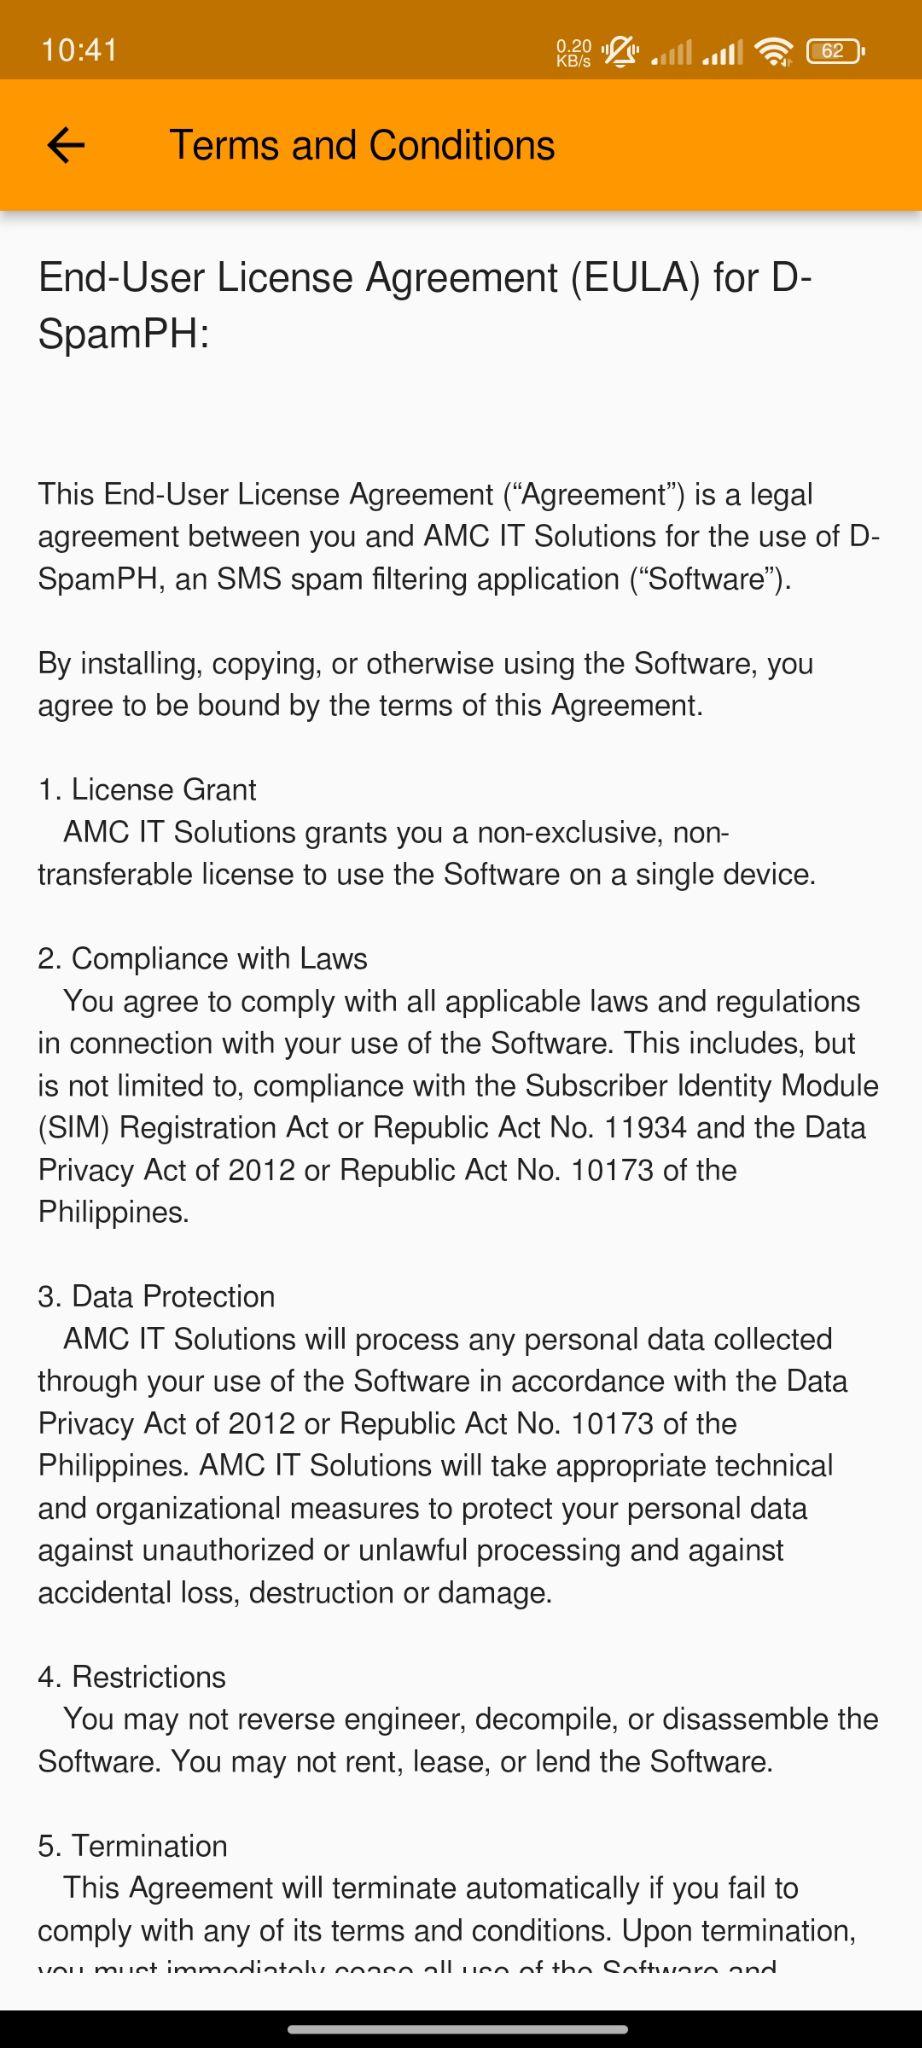 10:41
0.20
KB/s
62
Terms and Conditions
End-User License Agreement (EULA) for D-
SpamPH:
This End-User License Agreement (“Agreement”) is a legal
agreement between you and AMC IT Solutions for the use of D-
SpamPH, an SMS spam filtering application (“Software”).
By installing, copying, or otherwise using the Software, you
agree to be bound by the terms of this Agreement.
1. License Grant
AMC IT Solutions grants you a non-exclusive, non-
transferable license to use the Software on a single device.
2. Compliance with Laws
You agree to comply with all applicable laws and regulations
in connection with your use of the Software. This includes, but
is not limited to, compliance with the Subscriber Identity Module
(SIM) Registration Act or Republic Act No. 11934 and the Data
Privacy Act of 2012 or Republic Act No. 10173 of the
Philippines.
3. Data Protection
AMC IT Solutions will process any personal data collected
through your use of the Software in accordance with the Data
Privacy Act of 2012 or Republic Act No. 10173 of the
Philippines. AMC IT Solutions will take appropriate technical
and organizational measures to protect your personal data
against unauthorized or unlawful processing and against
accidental loss, destruction or damage.
4. Restrictions
You may not reverse engineer, decompile, or disassemble the
Software. You may not rent, lease, or lend the Software.
5. Termination
This Agreement will terminate automatically if you fail to
comply with any of its terms and conditions. Upon termination,
you must immediately cease all use of the Software and